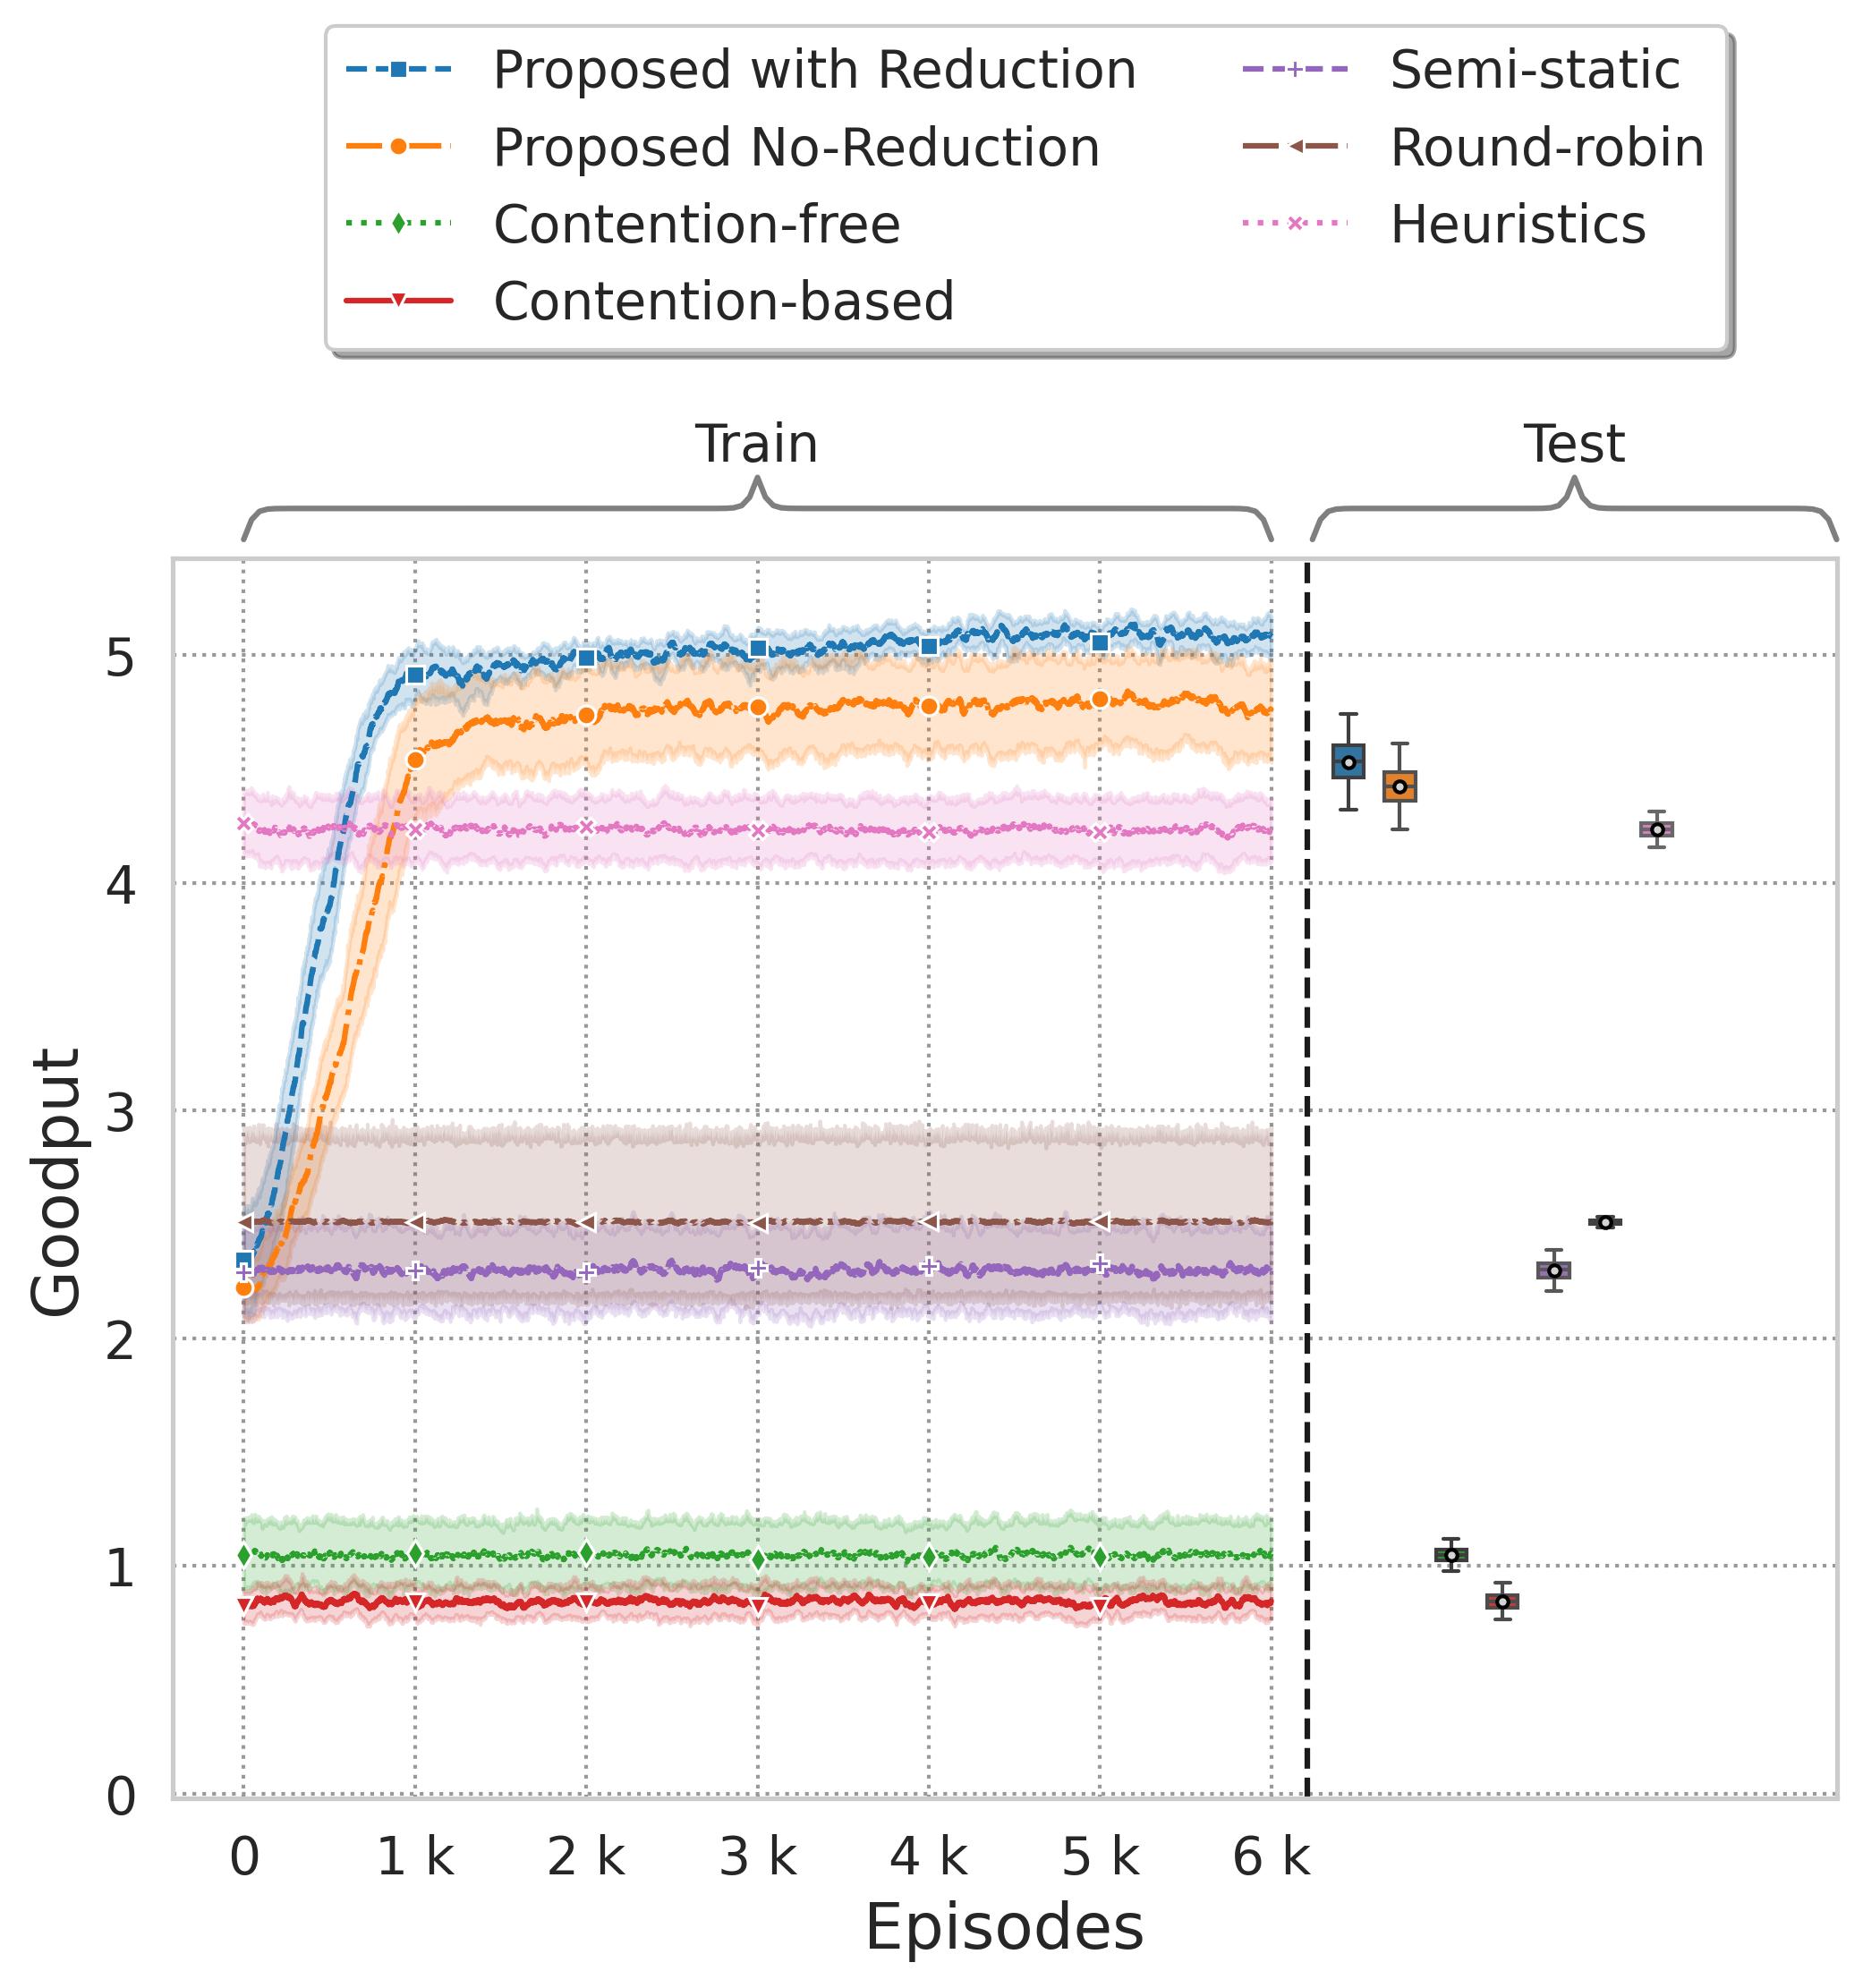 Proposed with Reduction
Proposed No-Reduction
Contention-free
Contention-based
Semi-static
Round-robin
Heuristics
Train
Test
Goodput
5
4
3
2
1
0
0
1 k
2 k
3 k
4 k
5 k
6 k
Episodes